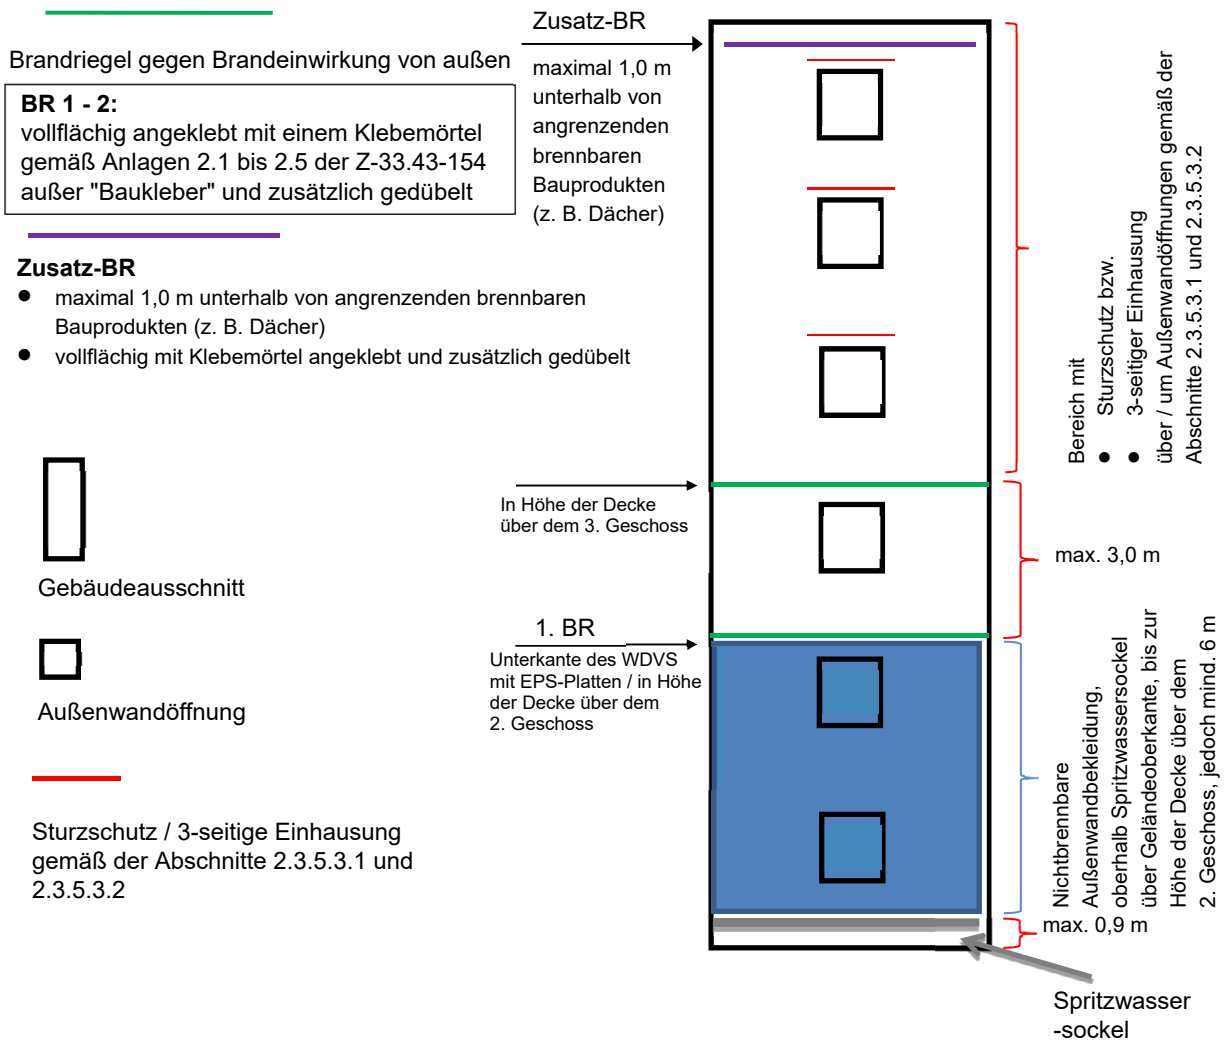 Brandriegel gegen Brandeinwirkung von außen
BR 1 - 2:
vollflächig angeklebt mit einem Klebemörtel
gemäß Anlagen 2.1 bis 2.5 der Z-33.43-154
außer "Baukleber" und zusätzlich gedübelt
Zusatz-BR
● maximal 1,0 m unterhalb von angrenzenden brennbaren
Bauprodukten (z. B. Dächer)
● vollflächig mit Klebemörtel angeklebt und zusätzlich gedübelt
Gebäudeausschnitt
Außenwandöffnung
Sturzschutz / 3-seitige Einhausung
gemäß der Abschnitte 2.3.5.3.1 und
2.3.5.3.2
Zusatz-BR
maximal 1,0 m
unterhalb von
angrenzenden
brennbaren
Bauprodukten
(z. B. Dächer)
In Höhe der Decke
über dem 3. Geschoss
1. BR
Unterkante des WDVS
mit EPS-Platten / in Höhe
der Decke über dem
2. Geschoss
Bereich mit
● Sturzschutz bzw.
● 3-seitiger Einhausung
über / um Außenwandöffnungen gemäß der
Abschnitte 2.3.5.3.1 und 2.3.5.3.2
max. 3,0 m
Nichtbrennbare
Außenwandbekleidung,
oberhalb Spritzwassersockel
über Geländeoberkante, bis zur
Höhe der Decke über dem
2. Geschoss, jedoch mind. 6 m
max. 0,9 m
Spritzwasser
-sockel